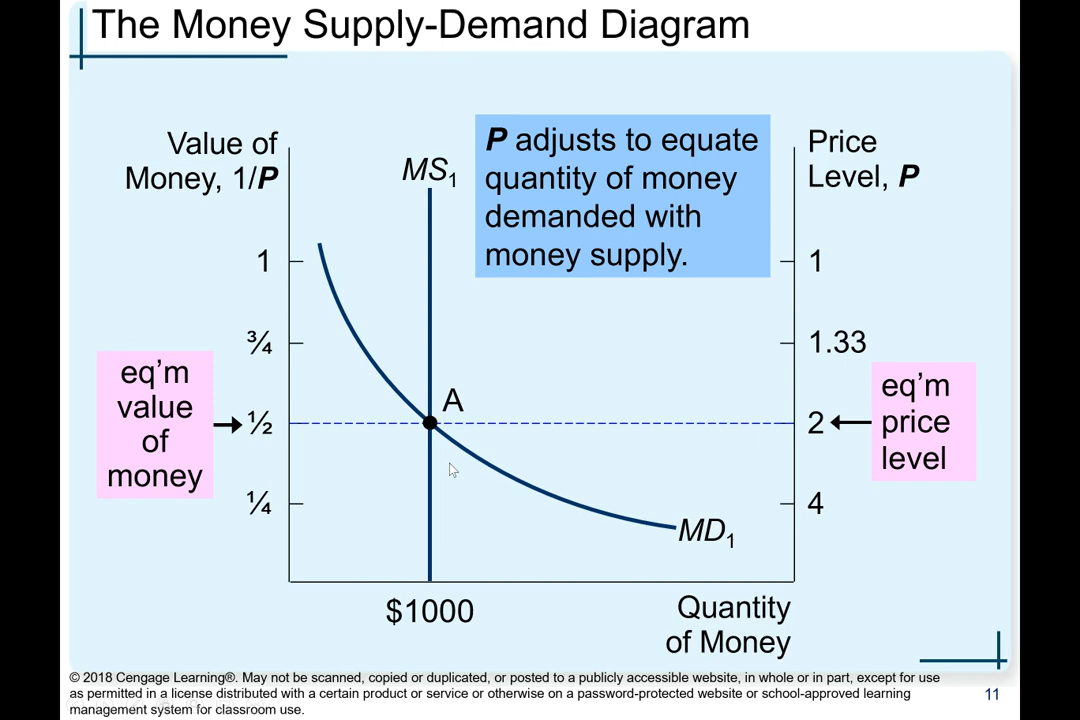 The Money Supply-Demand Diagram
Value of
Money, 1/P
MS1
P adjusts to equate
quantity of money
demanded with
money supply.
Price
Level, P
1
1
¾
1.33
eq’m
value
of
money
½
A
2
eq’m
price
level
¼
4
MD1
$1000
Quantity
of Money
© 2018 Cengage Learning®. May not be scanned, copied or duplicated, or posted to a publicly accessible website, in whole or in part, except for use
as permitted in a license distributed with a certain product or service or otherwise on a password-protected website or school-approved learning
management system for classroom use.
11